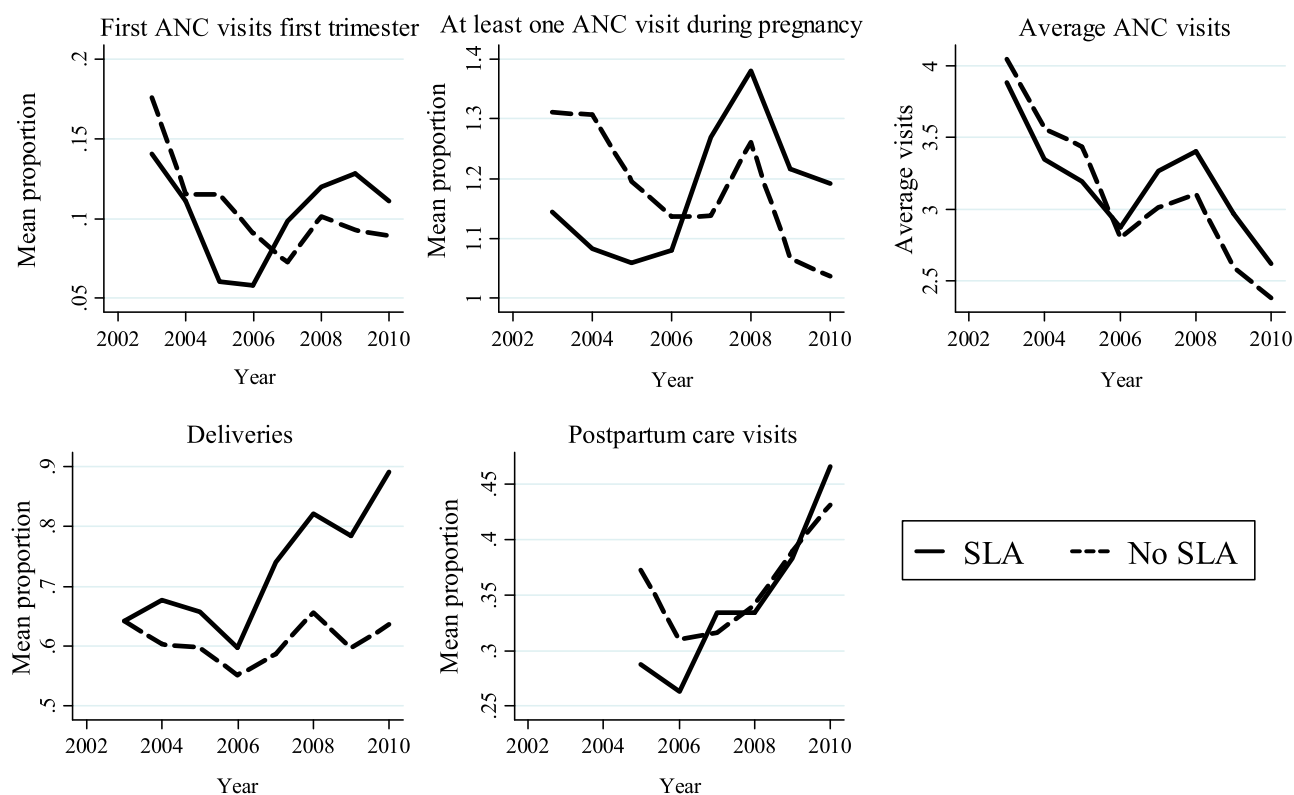 First ANC visits first trimester
Mean proportion
.2
.15
.1
.05
2002 2004 2006 2008 2010
Year
At least one ANC visit during pregnancy
Mean proportion
1.4
1.3
1.2
1.1
1
2002 2004 2006 2008 2010
Year
Average ANC visits
Average visits
4
3.5
3
2.5
2002 2004 2006 2008 2010
Year
Deliveries
Mean proportion
.9
.8
.7
.6
.5
2002 2004 2006 2008 2010
Year
Postpartum care visits
Mean proportion
.45
.4
.35
.3
.25
2002 2004 2006 2008 2010
Year
SLA No SLA